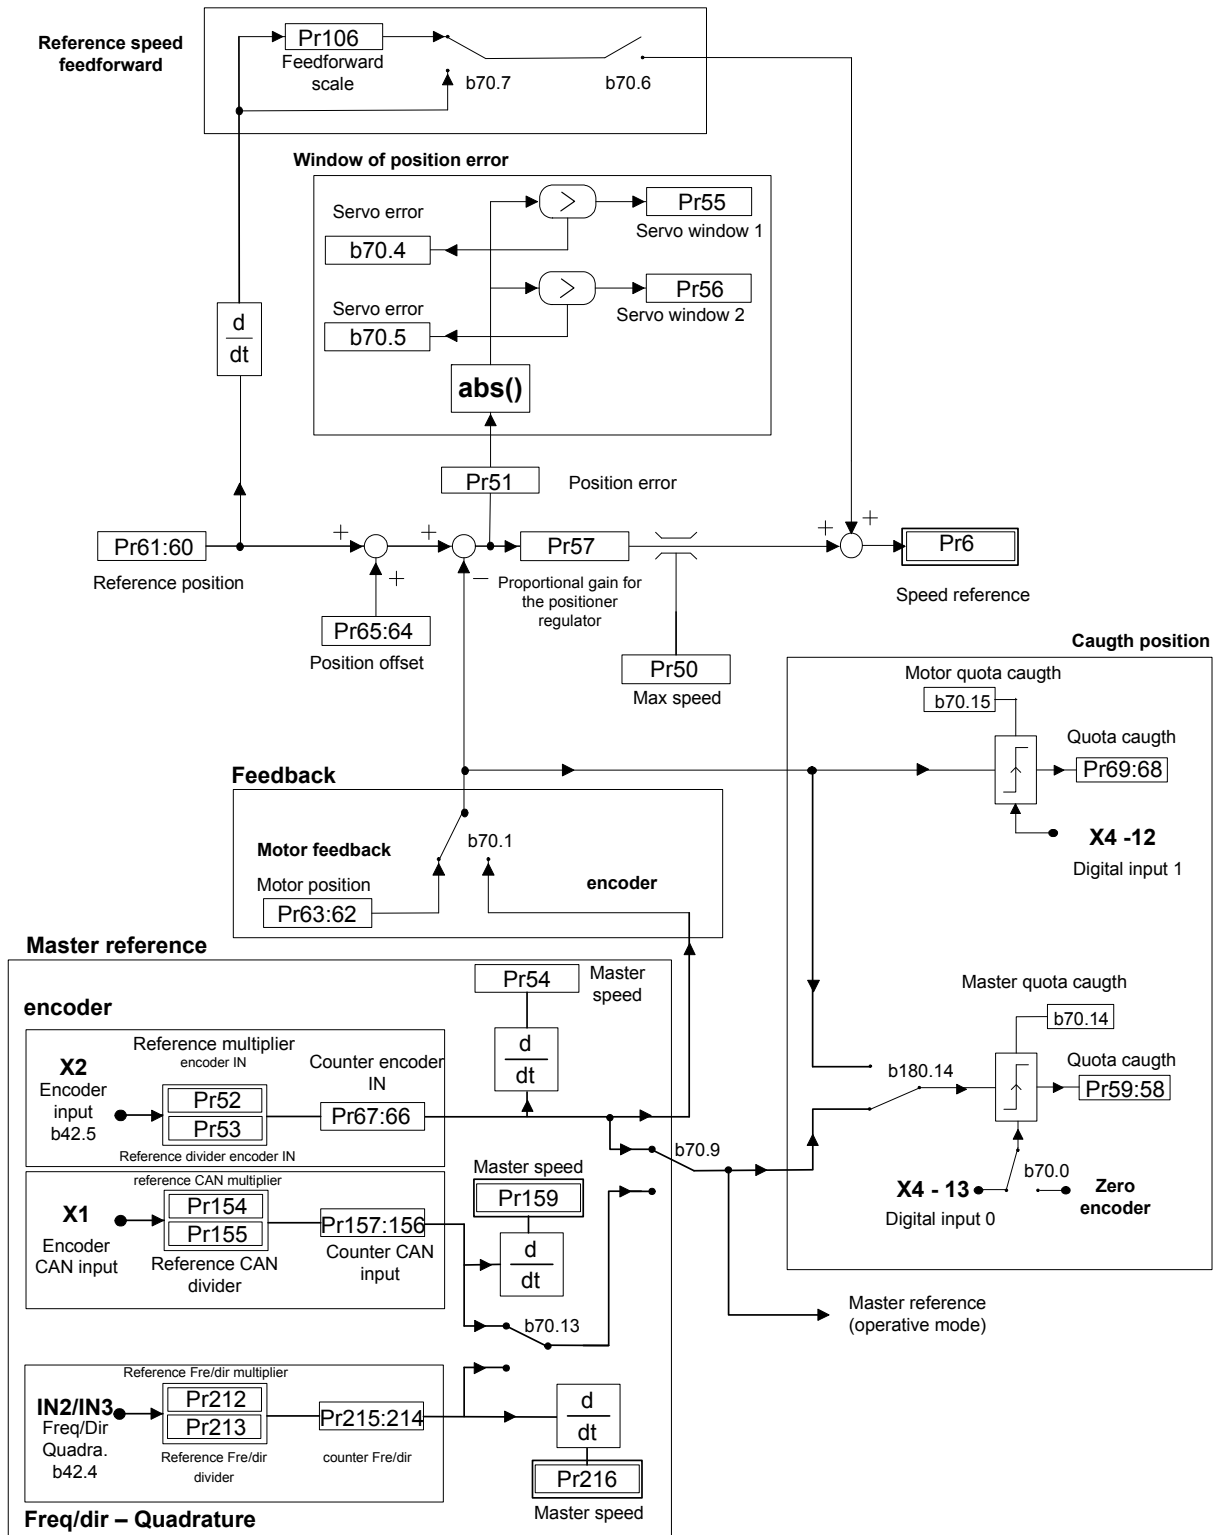 Reference speed
feedforward
Pr106
Feedforward
scale
b70.7
b70.6
Window of position error
Servo error
Pr55
Servo window 1
b70.4
Servo error
Pr56
Servo window 2
b70.5
d
dt
abs()
Pr51
Position error
+
+
+
+
Pr61:60
Pr57
Pr6
Reference position
+
−
Proportional gain for
the positioner
regulator
Speed reference
Pr65:64
Position offset
Pr50
Max speed
Caugth position
Motor quota caugth
b70.15
Quota caugth
Pr69:68
X4 -12
Digital input 1
Feedback
b70.1
Motor feedback
encoder
Motor position
Pr63:62
Master reference
Pr54
Master
speed
Master quota caugth
b70.14
encoder
d
dt
X2
Encoder
input
b42.5
Reference multiplier
encoder IN
Pr52
Pr53
Reference divider encoder IN
Counter encoder
IN
Pr67:66
b180.14
Quota caugth
Pr59:58
b70.9
b70.0
X4 - 13
Digital input 0
Zero
encoder
Master speed
Pr159
d
dt
reference CAN multiplier
X1
Encoder
CAN input
Pr154
Pr155
Reference CAN
divider
Pr157:156
Counter CAN
input
b70.13
Master reference
(operative mode)
Reference Fre/dir multiplier
IN2/IN3
Freq/Dir
Quadra.
b42.4
Pr212
Pr213
Reference Fre/dir
divider
Pr215:214
counter Fre/dir
d
dt
Pr216
Master speed
Freq/dir – Quadrature